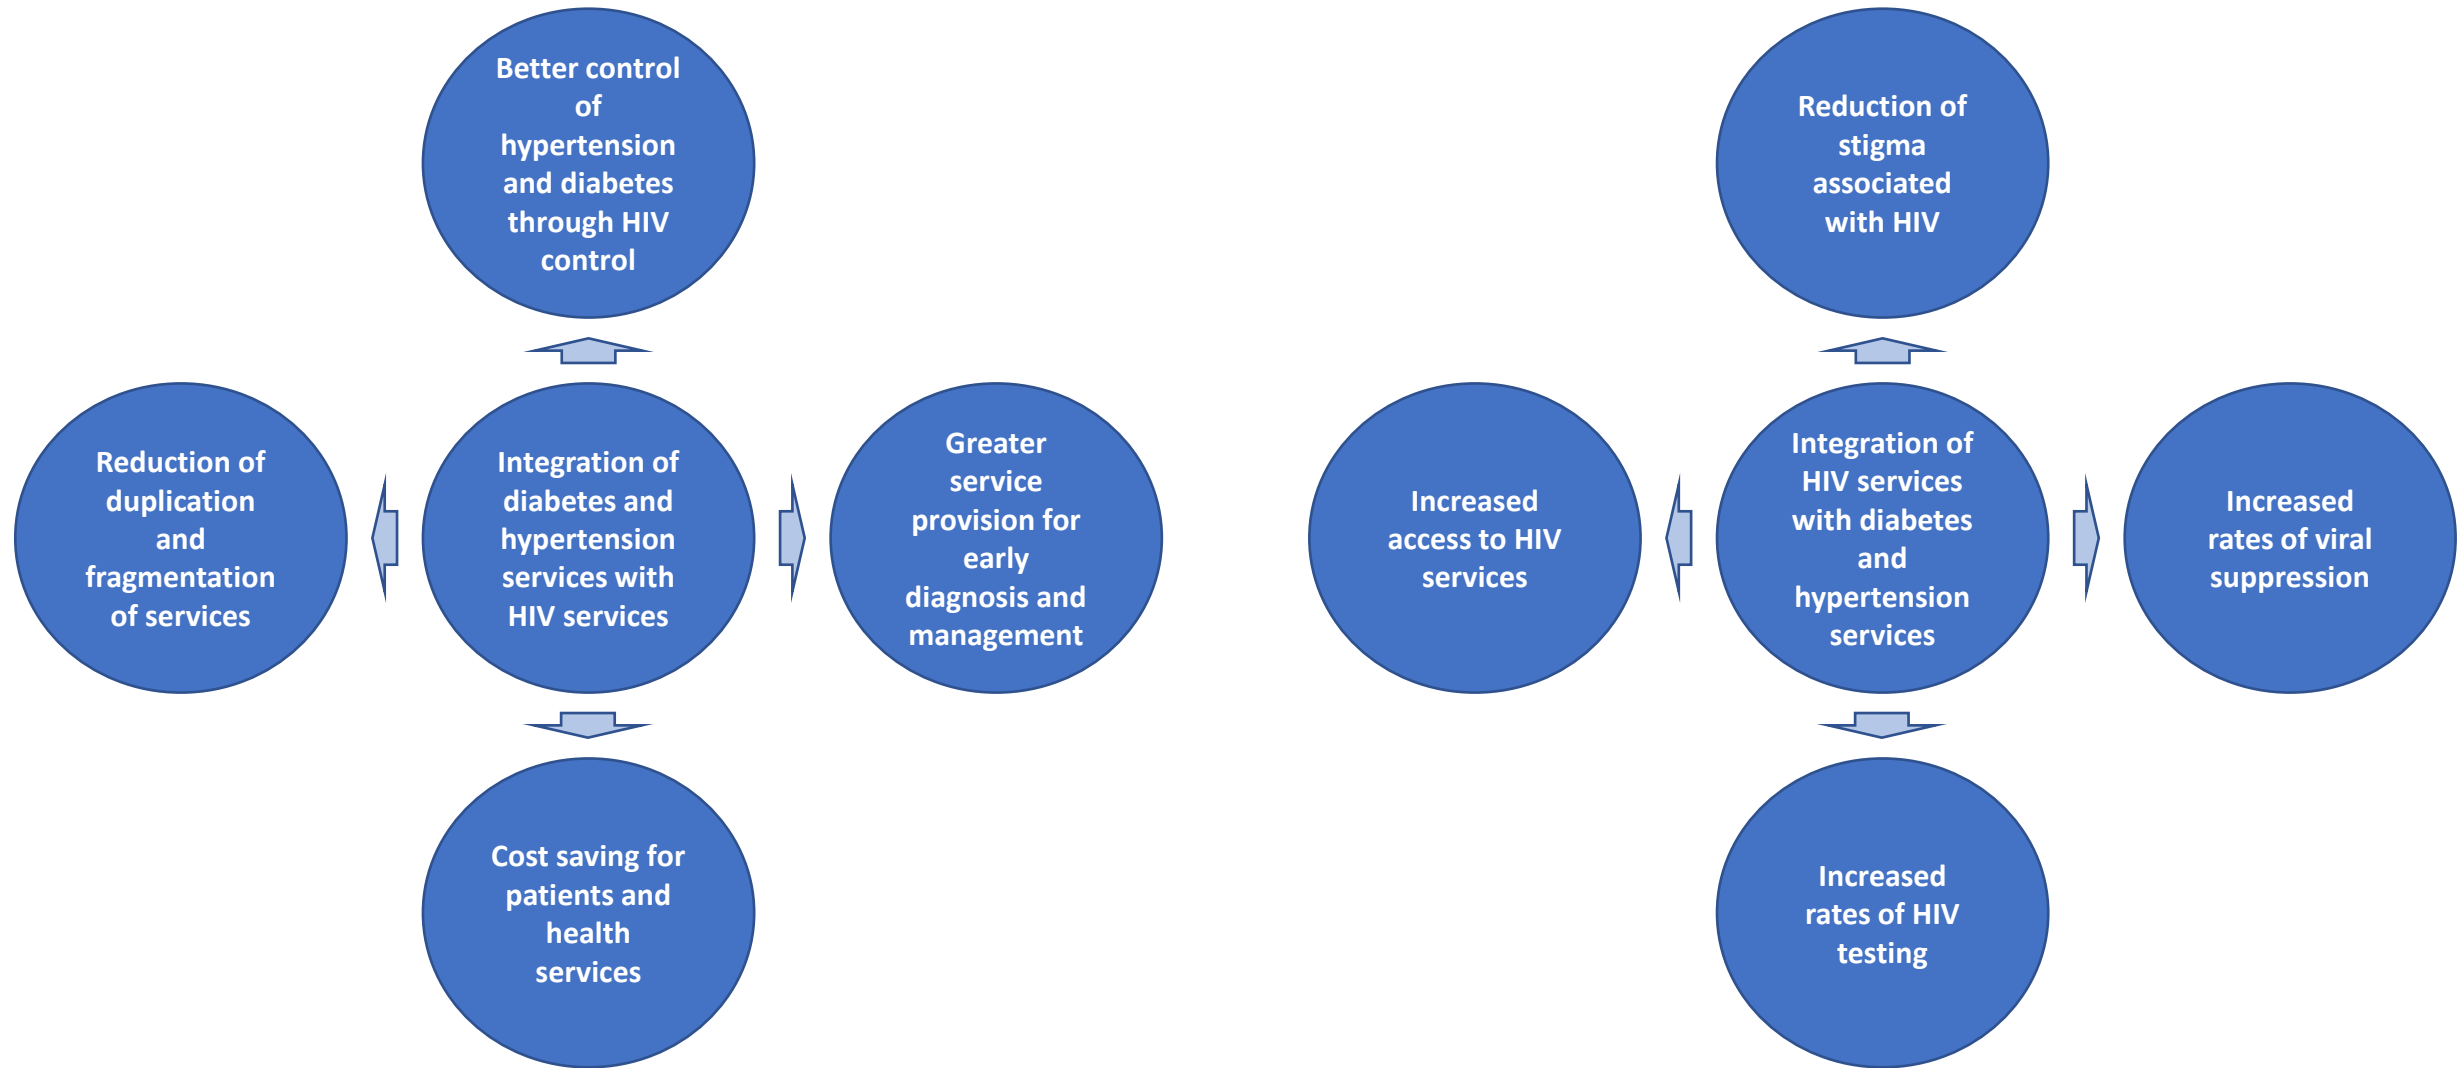 Better control
of
hypertension
and diabetes
through HIV
control
Reduction of
duplication
and
fragmentation
of services
Integration of
diabetes and
hypertension
services with
HIV services
Greater
service
provision for
early
diagnosis and
management
Cost saving for
patients and
health
services
Reduction of
stigma
associated
with HIV
Increased
access to HIV
services
Integration of
HIV services
with diabetes
and
hypertension
services
Increased
rates of viral
suppression
Increased
rates of HIV
testing